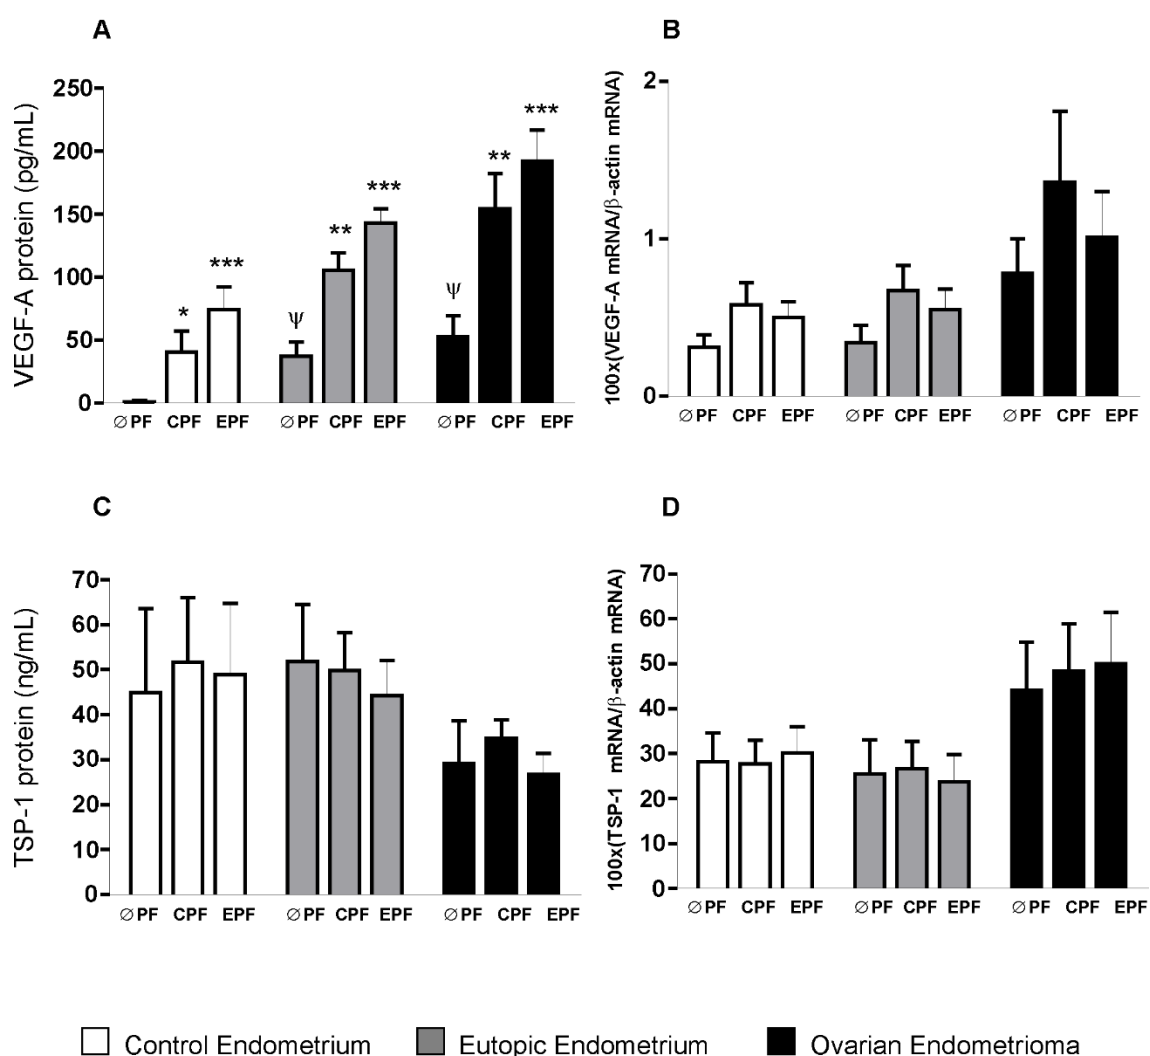 A
VEGF-A protein (pg/mL)
250
200
150
100
50
0
* *** ψ ** *** ψ ** ***
∅ PF CPF EPF ∅ PF CPF EPF ∅ PF CPF EPF
B
100x(VEGF-A mRNA/β-actin mRNA)
2
1
0
∅ PF CPF EPF ∅ PF CPF EPF ∅ PF CPF EPF
C
TSP-1 protein (ng/mL)
70
60
50
40
30
20
10
0
∅ PF CPF EPF ∅ PF CPF EPF ∅ PF CPF EPF
D
100x(TSP-1 mRNA/β-actin mRNA)
70
60
50
40
30
20
10
0
∅ PF CPF EPF ∅ PF CPF EPF ∅ PF CPF EPF
Control Endometrium Eutopic Endometrium Ovarian Endometrioma